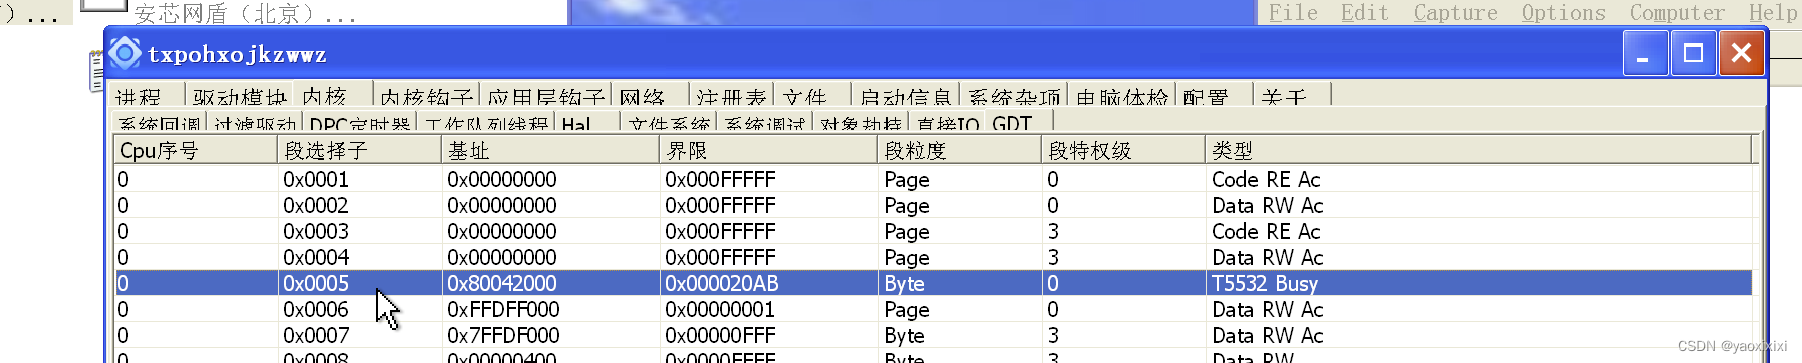 ) ... 安芯网盾（北京）... File Edit Capture Options Computer Help
txpohxojkzwwz
进程 驱动模块 内核 内核钩子 应用层钩子 网络 注册表 文件 启动信息 系统杂项 电脑体检 配置 关于
系统回调 过滤驱动 DPC定时器 工作队列线程 Hal 文件系统 系统调试 对象劫持 直接IO GDT
Cpu序号 段选择子 基址 界限 段粒度 段特权级 类型
0 0x0001 0x00000000 0x000FFFFF Page 0 Code RE Ac
0 0x0002 0x00000000 0x000FFFFF Page 0 Data RW Ac
0 0x0003 0x00000000 0x000FFFFF Page 3 Code RE Ac
0 0x0004 0x00000000 0x000FFFFF Page 3 Data RW Ac
0 0x0005 0x80042000 0x000020AB Byte 0 T5532 Busy
0 0x0006 0xFFDFF000 0x00000001 Page 0 Data RW Ac
0 0x0007 0x7FFDF000 0x00000FFF Byte 3 Data RW Ac
0 0x0008 0x00000400 0x0000FFFF Byte 3 Data RW
CSDN @yaoxixixi